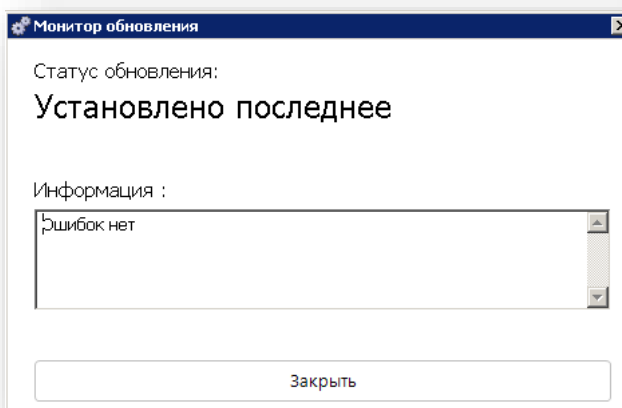 Монитор обновления
Статус обновления:
Установлено последнее
Информация :
Ошибок нет
Закрыть